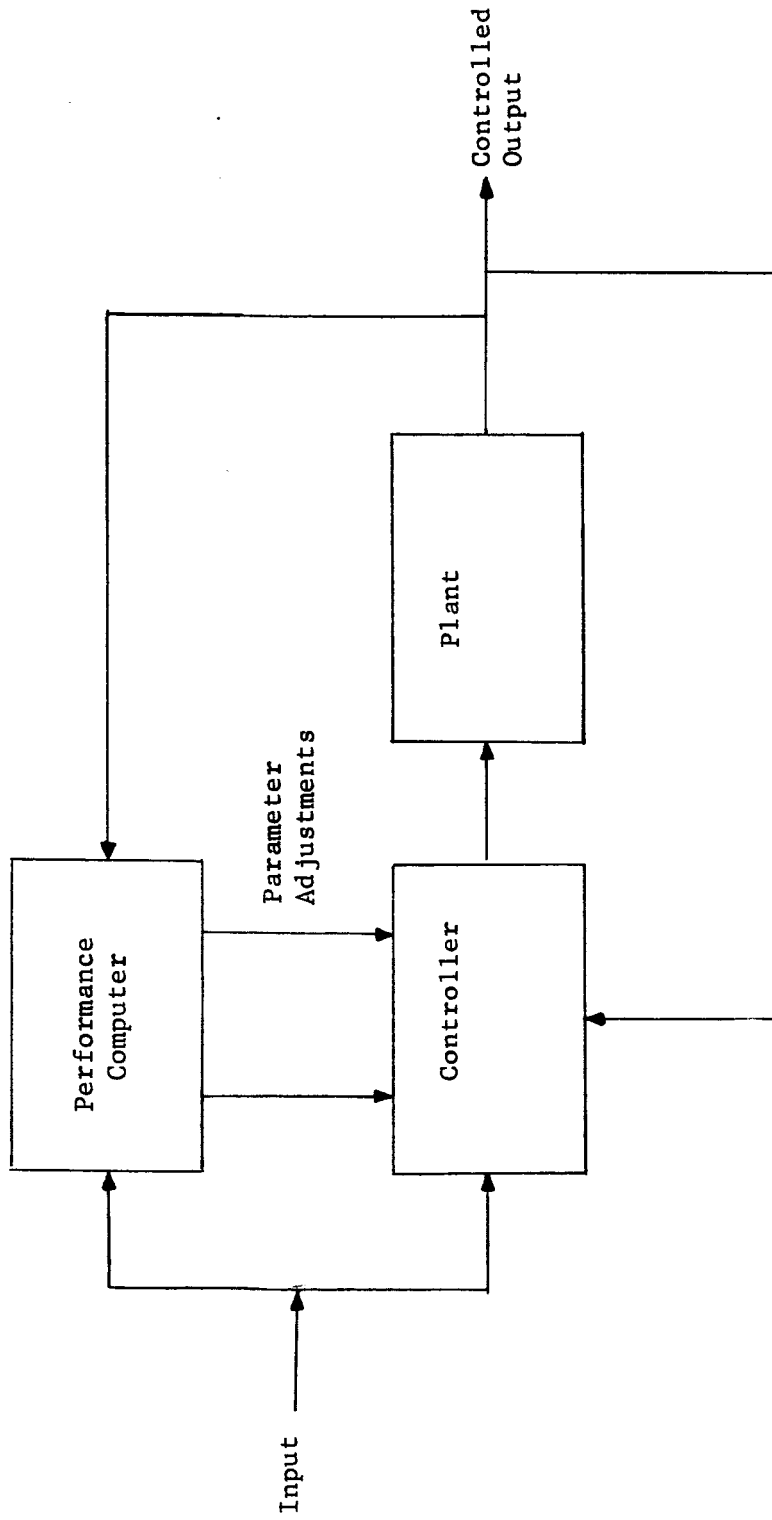 Performance
Computer
Parameter
Adjustments
Input
Controller
Plant
Controlled
Output